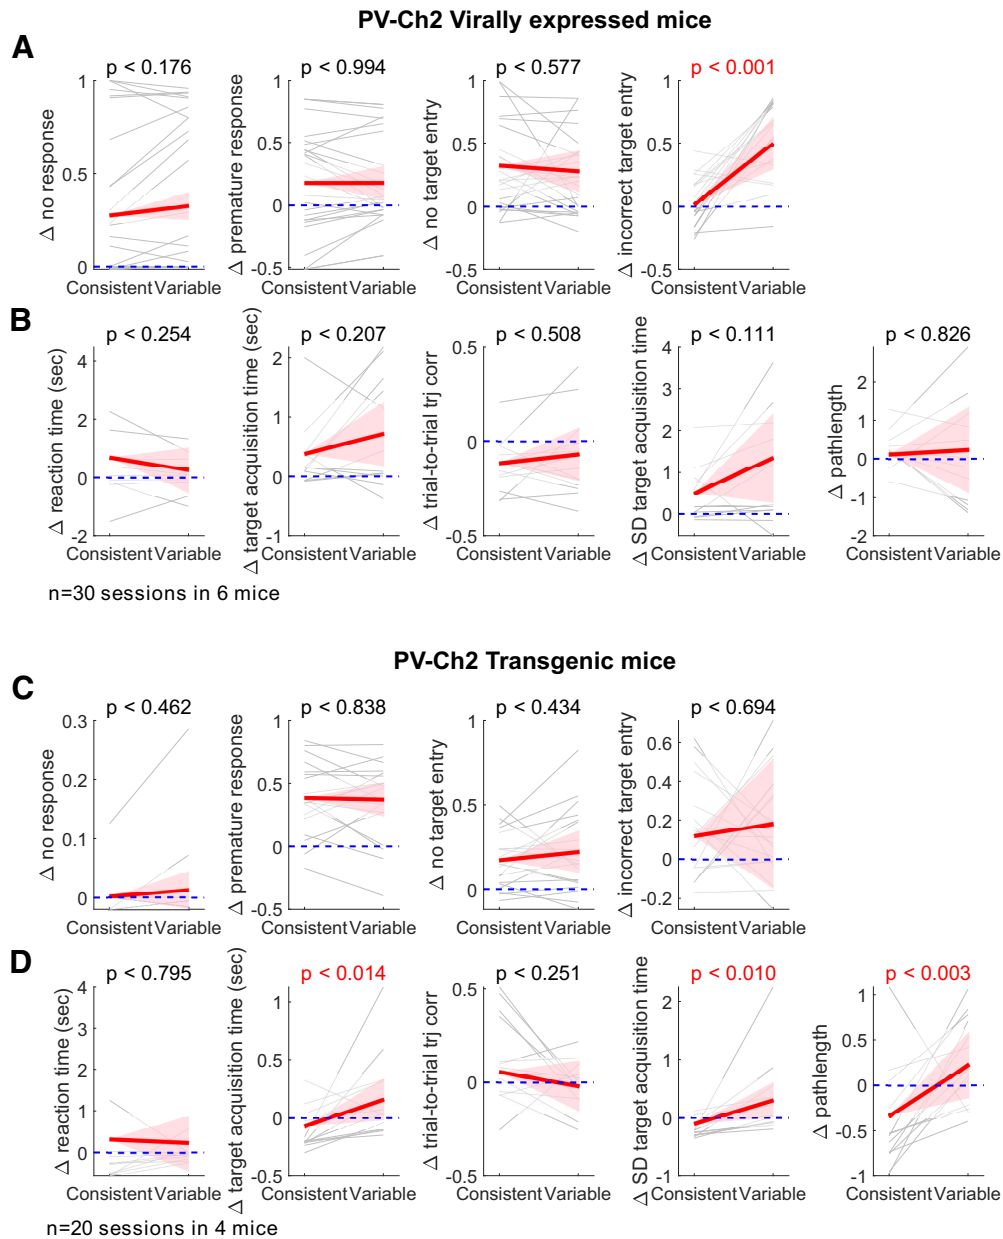 PV-Ch2 Virally expressed mice
A
p < 0.176
p < 0.994
p < 0.577
p < 0.001
Δ no response
1
0.5
0
Consistent Variable
Δ premature response
1
0.5
0
-0.5
Consistent Variable
Δ no target entry
1
0.5
0
-0.5
Consistent Variable
Δ incorrect target entry
1
0.5
0
-0.5
Consistent Variable
B
p < 0.254
p < 0.207
p < 0.508
p < 0.111
p < 0.826
Δ reaction time (sec)
4
2
0
-2
Consistent Variable
Δ target acquisition time (sec)
2
1
0
-1
Consistent Variable
Δ trial-to-trial trj corr
0.5
0
-0.5
Consistent Variable
Δ SD target acquisition time
4
3
2
1
0
Consistent Variable
Δ pathlength
2
1
0
-1
-2
Consistent Variable
n=30 sessions in 6 mice
PV-Ch2 Transgenic mice
C
p < 0.462
p < 0.838
p < 0.434
p < 0.694
Δ no response
0.3
0.2
0.1
0
Consistent Variable
Δ premature response
1
0.5
0
-0.5
Consistent Variable
Δ no target entry
1
0.5
0
Consistent Variable
Δ incorrect target entry
0.6
0.4
0.2
0
-0.2
Consistent Variable
D
p < 0.795
p < 0.014
p < 0.251
p < 0.010
p < 0.003
Δ reaction time (sec)
4
3
2
1
0
Consistent Variable
Δ target acquisition time (sec)
1
0.5
0
-0.5
Consistent Variable
Δ trial-to-trial trj corr
0.5
0
-0.5
Consistent Variable
Δ SD target acquisition time
2
1
0
-1
Consistent Variable
Δ pathlength
1
0.5
0
-0.5
-1
Consistent Variable
n=20 sessions in 4 mice